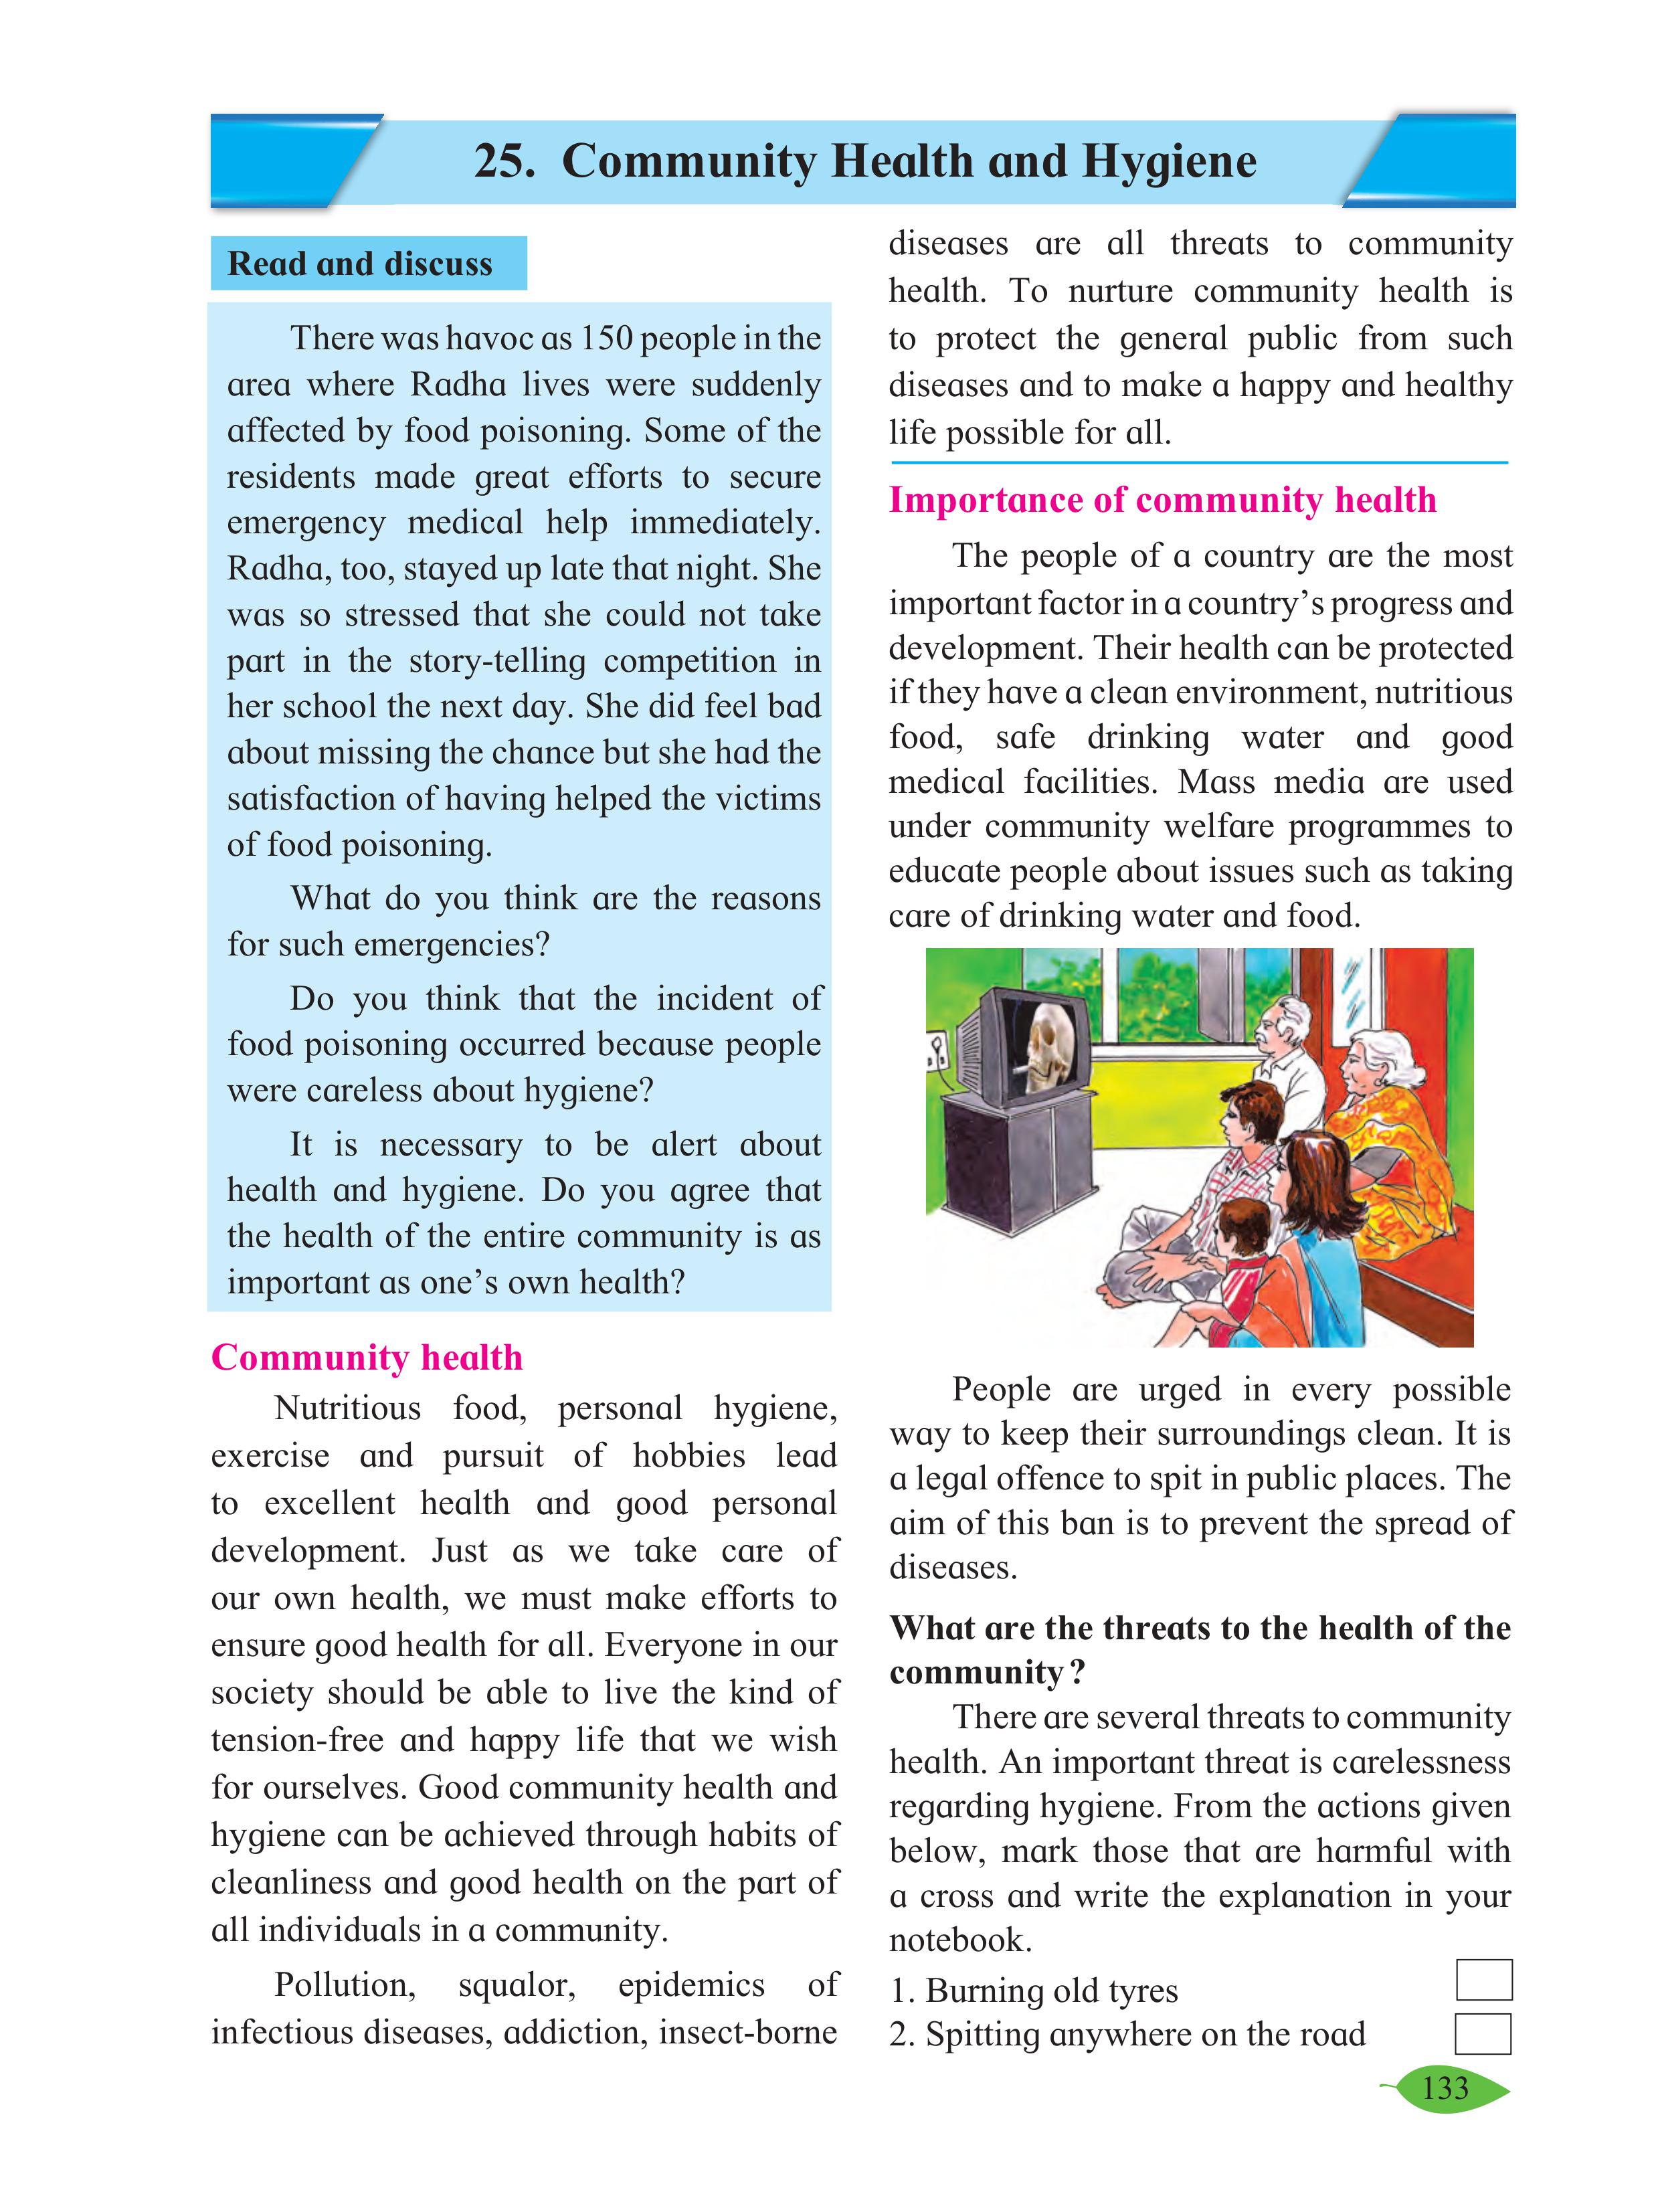 25. Community Health and Hygiene
Read and discuss
There was havoc as 150 people in the
area where Radha lives were suddenly
affected by food poisoning. Some of the
residents made great efforts to secure
emergency medical help immediately.
Radha, too, stayed up late that night. She
was so stressed that she could not take
part in the story-telling competition in
her school the next day. She did feel bad
about missing the chance but she had the
satisfaction of having helped the victims
of food poisoning.
What do you think are the reasons
for such emergencies?
Do you think that the incident of
food poisoning occurred because people
were careless about hygiene?
It is necessary to be alert about
health and hygiene. Do you agree that
the health of the entire community is as
important as one’s own health?
Community health
Nutritious food, personal hygiene,
exercise and pursuit of hobbies lead
to excellent health and good personal
development. Just as we take care of
our own health, we must make efforts to
ensure good health for all. Everyone in our
society should be able to live the kind of
tension-free and happy life that we wish
for ourselves. Good community health and
hygiene can be achieved through habits of
cleanliness and good health on the part of
all individuals in a community.
Pollution, squalor, epidemics of
infectious diseases, addiction, insect-borne
diseases are all threats to community
health. To nurture community health is
to protect the general public from such
diseases and to make a happy and healthy
life possible for all.
Importance of community health
The people of a country are the most
important factor in a country’s progress and
development. Their health can be protected
if they have a clean environment, nutritious
food, safe drinking water and good
medical facilities. Mass media are used
under community welfare programmes to
educate people about issues such as taking
care of drinking water and food.
People are urged in every possible
way to keep their surroundings clean. It is
a legal offence to spit in public places. The
aim of this ban is to prevent the spread of
diseases.
What are the threats to the health of the
community?
There are several threats to community
health. An important threat is carelessness
regarding hygiene. From the actions given
below, mark those that are harmful with
a cross and write the explanation in your
notebook.
1. Burning old tyres
2. Spitting anywhere on the road
133